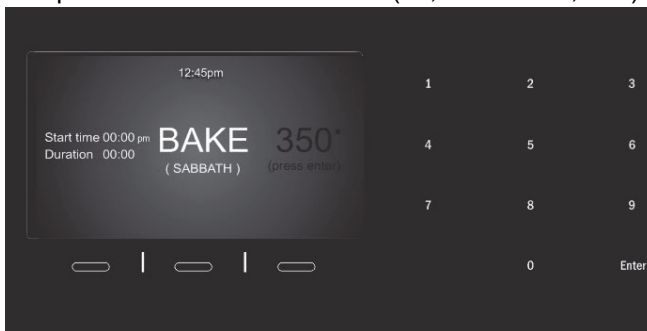 12:45pm
Start time 00:00 pm
Duration 00:00
BAKE
( SABBATH )
350°
(press enter)
1 2 3
4 5 6
7 8 9
0 Enter